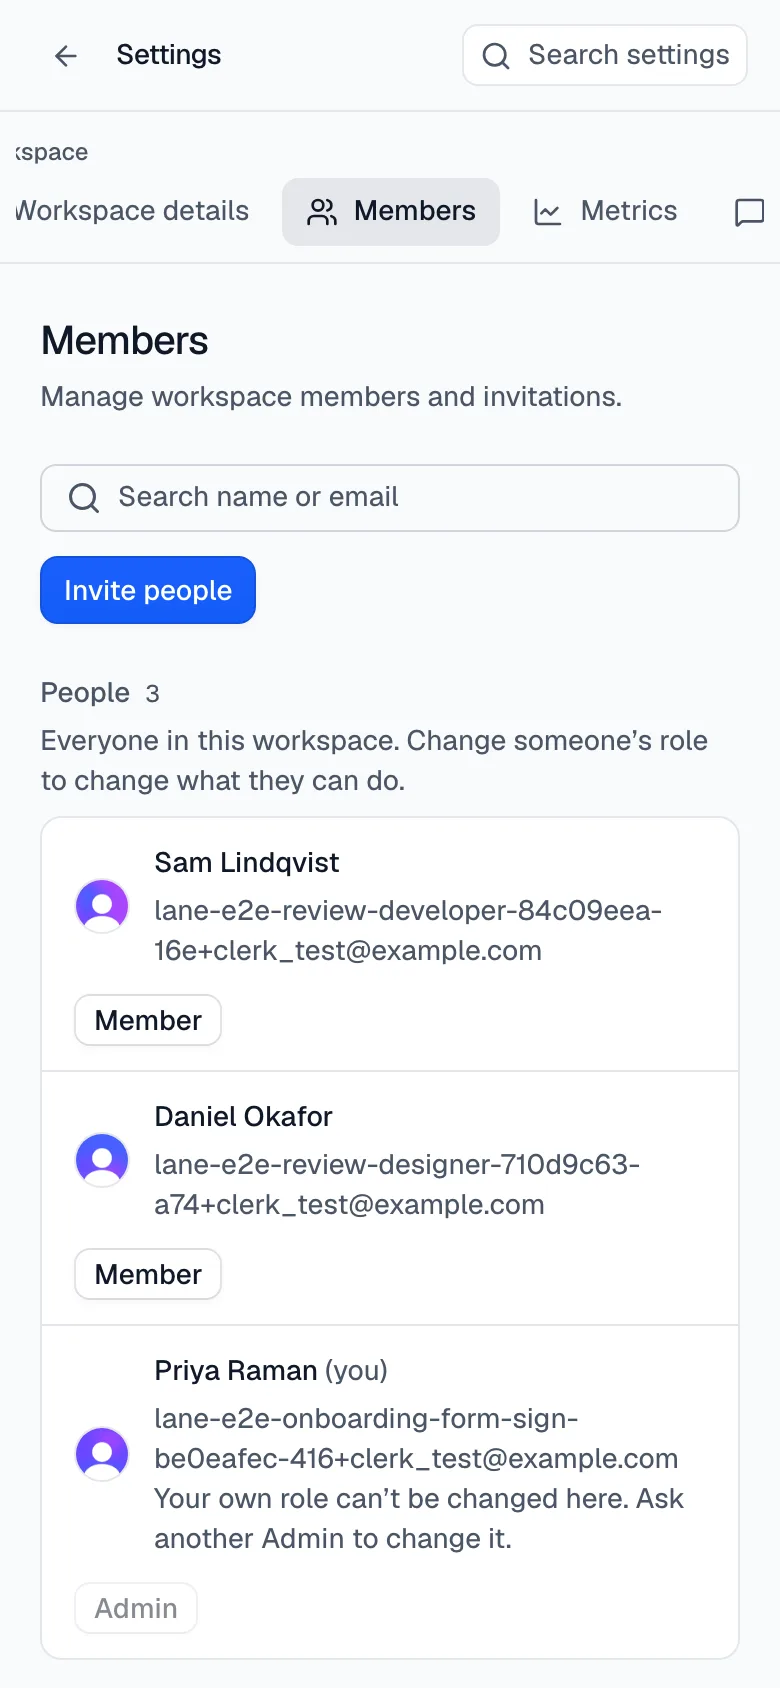 Settings
Search settings
kspace
Workspace details
Members
Metrics
Members
Manage workspace members and invitations.
Search name or email
Invite people
People 3
Everyone in this workspace. Change someone’s role
to change what they can do.
Sam Lindqvist
lane-e2e-review-developer-84c09eea-
16e+clerk_test@example.com
Member
Daniel Okafor
lane-e2e-review-designer-710d9c63-
a74+clerk_test@example.com
Member
Priya Raman (you)
lane-e2e-onboarding-form-sign-
be0eafec-416+clerk_test@example.com
Your own role can’t be changed here. Ask
another Admin to change it.
Admin